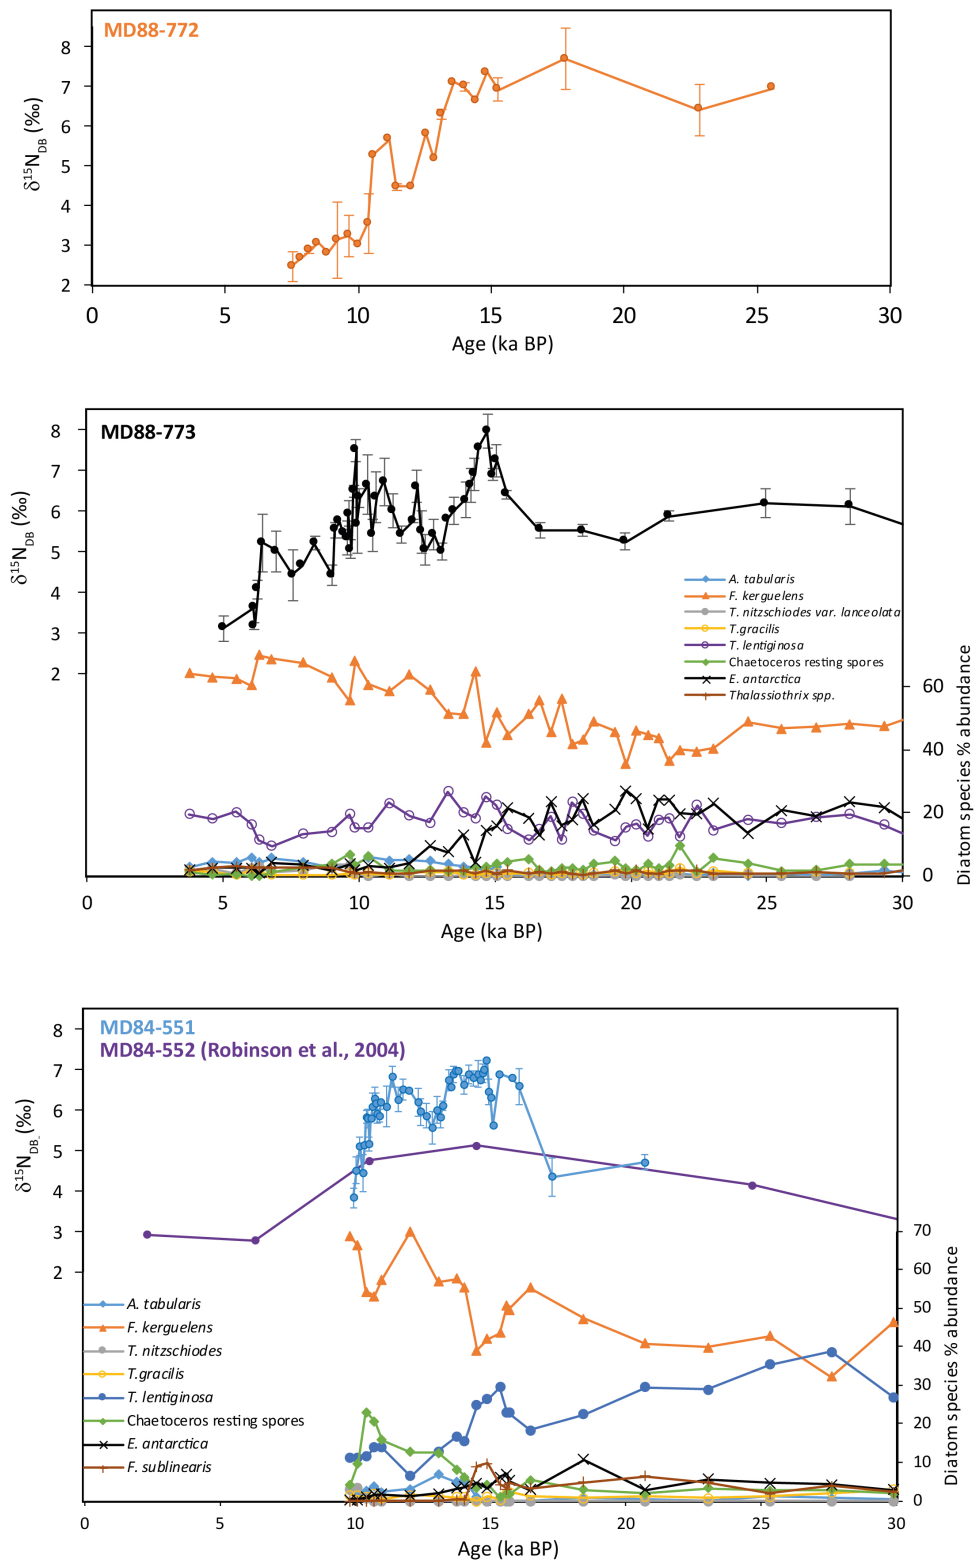 MD88-772
8
7
6
5
4
3
2
δ15NDB (‰)
0 5 10 15 20 25 30
Age (ka BP)
MD88-773
8
7
6
5
4
3
2
δ15NDB (‰)
A. tabularis
F. kerguelens
T. nitzschiodes var. lanceolata
T.gracilis
T. lentiginosa
Chaetoceros resting spores
E. antarctica
Thalassiothrix spp.
60
40
20
0
Diatom species % abundance
0 5 10 15 20 25 30
Age (ka BP)
MD84-551
MD84-552 (Robinson et al., 2004)
8
7
6
5
4
3
2
δ15NDB. (‰)
A. tabularis
F. kerguelens
T. nitzschiodes
T.gracilis
T. lentiginosa
Chaetoceros resting spores
E. antarctica
F. sublinearis
70
60
50
40
30
20
10
0
Diatom species % abundance
0 5 10 15 20 25 30
Age (ka BP)